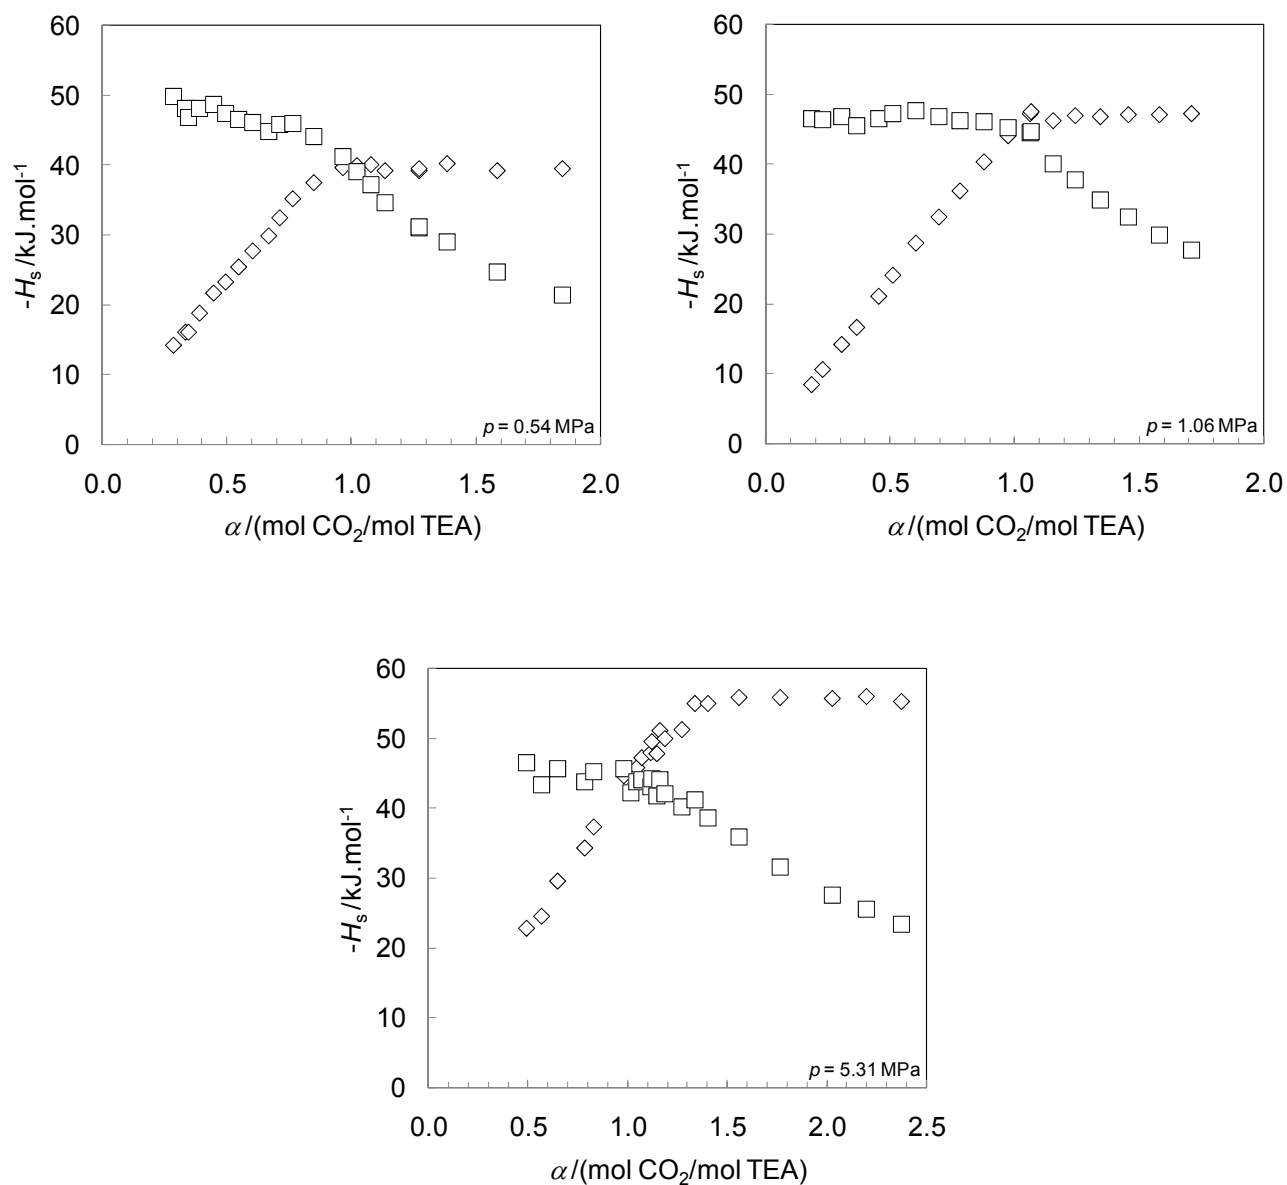 60
50
40
30
20
10
0
-Hs /kJ.mol-1
p = 0.54 MPa
0.0 0.5 1.0 1.5 2.0
α /(mol CO2/mol TEA)
60
50
40
30
20
10
0
-Hs /kJ.mol-1
p = 1.06 MPa
0.0 0.5 1.0 1.5 2.0
α /(mol CO2/mol TEA)
60
50
40
30
20
10
0
-Hs /kJ.mol-1
p = 5.31 MPa
0.0 0.5 1.0 1.5 2.0 2.5
α /(mol CO2/mol TEA)